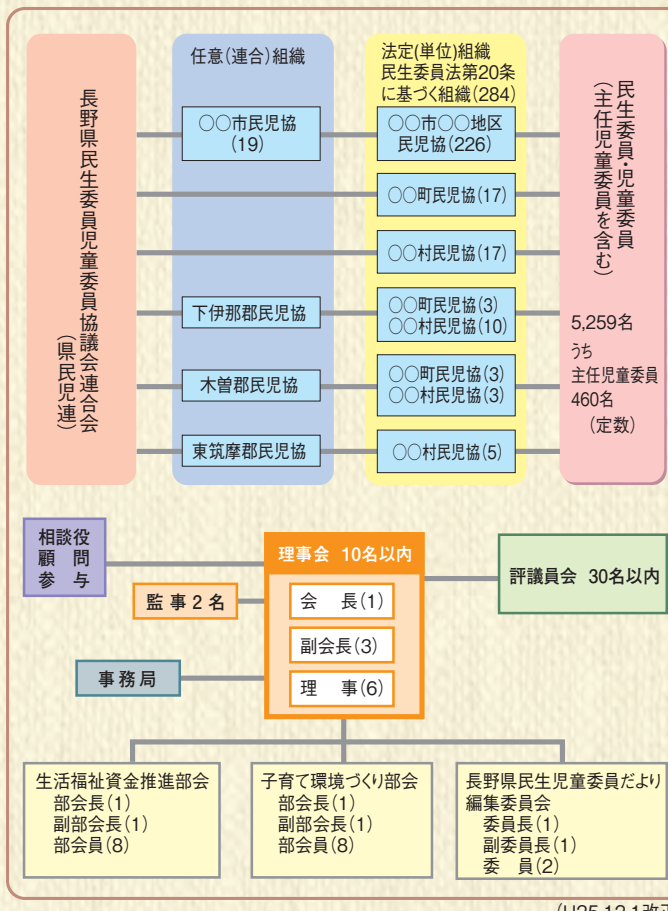 長野県民生委員児童委員協議会連合会
(県民児連)
任意(連合)組織
○○市民児協
(19)
下伊那郡民児協
木曽郡民児協
東筑摩郡民児協
法定(単位)組織
民生委員法第20条
に基づく組織(284)
○○市○○地区
民児協(226)
○○町民児協(17)
○○村民児協(17)
○○町民児協(3)
○○村民児協(10)
○○町民児協(3)
○○村民児協(3)
○○村民児協(5)
民生委員・児童委員
(主任児童委員を含む)
5,259名
うち
主任児童委員
460名
(定数)
相談役
顧 問
参 与
監 事 2 名
事 務 局
理事会 10名以内
会 長(1)
副会長(3)
理 事(6)
評議員会 30名以内
生活福祉資金推進部会
部会長(1)
副部会長(1)
部会員(8)
子育て環境づくり部会
部会長(1)
副部会長(1)
部会員(8)
長野県民生児童委員だより
編集委員会
委員長(1)
副委員長(1)
委 員(2)
(H25.12.1改正